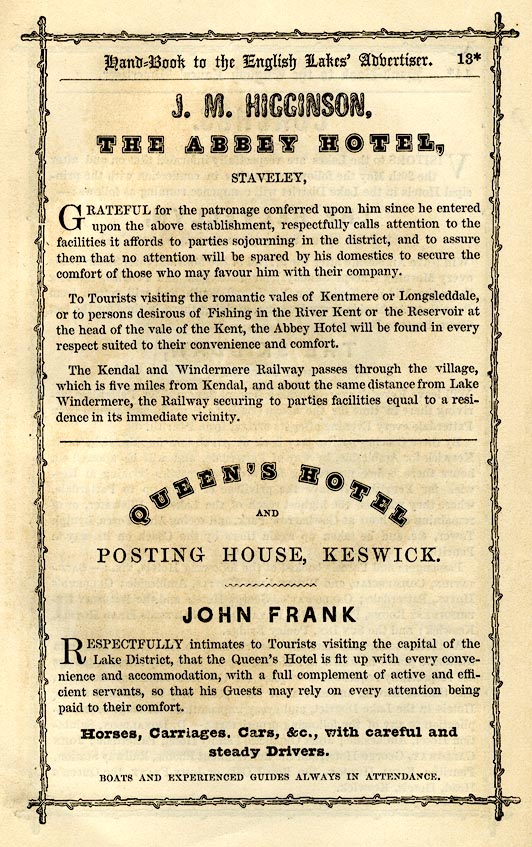 Hand-Book to the English Lakes' Advertiser. 13*
J. M. HIGGINSON,
THE ABBEY HOTEL,
STAVELEY,
GRATEFUL for the patronage conferred upon him since he entered
upon the above establishment, respectfully calls attention to the
facilities it affords to parties sojourning in the district, and to assure
them that no attention will be spared by his domestics to secure the
comfort of those who may favour him with their company.
To Tourists visiting the romantic vales of Kentmere or Longsleddale,
or to persons desirous of Fishing in the River Kent or the Reservoir at
the head of the vale of the Kent, the Abbey Hotel will be found in every
respect suited to their convenience and comfort.
The Kendal and Windermere Railway passes through the village,
which is five miles from Kendal, and about the same distance from Lake
Windermere, the Railway securing to parties facilities equal to a resi-
dence in its immediate vicinity.
QUEEN'S HOTEL
AND
POSTING HOUSE, KESWICK.
JOHN FRANK
RESPECTFULLY intimates to Tourists visiting the capital of the
Lake District, that the Queen's Hotel is fit up with every conve-
nience and accommodation, with a full complement of active and effi-
cient servants, so that his Guests may rely on every attention being
paid to their comfort.
Horses, Carriages. Cars, &c., with careful and
steady Drivers.
BOATS AND EXPERIENCED GUIDES ALWAYS IN ATTENDANCE.